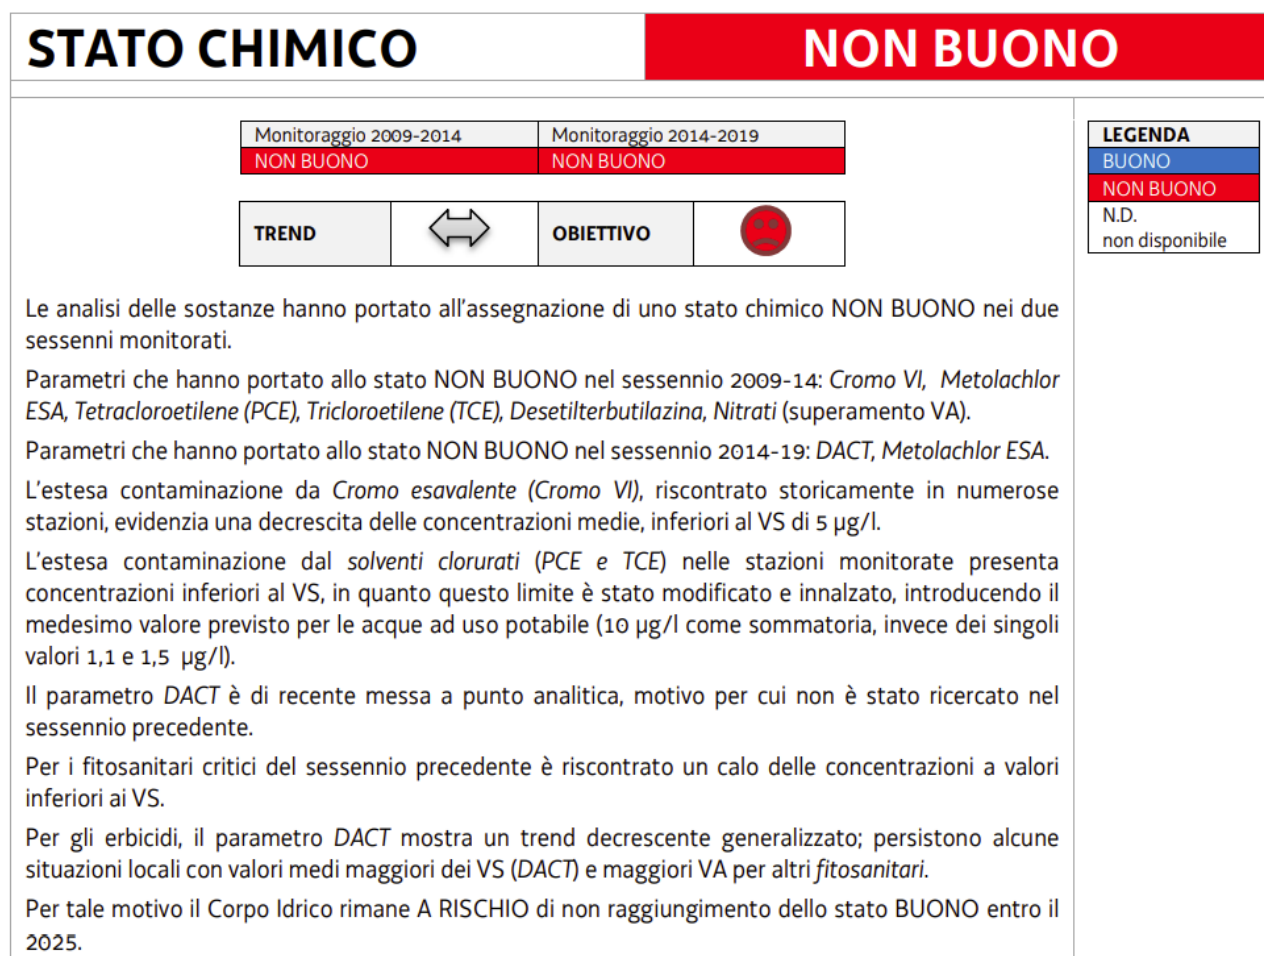 STATO CHIMICO
NON BUONO
Monitoraggio 2009-2014
Monitoraggio 2014-2019
NON BUONO
NON BUONO
TREND
OBIETTIVO
LEGENDA
BUONO
NON BUONO
N.D.
non disponibile
Le analisi delle sostanze hanno portato all'assegnazione di uno stato chimico NON BUONO nei due
sessenni monitorati.
Parametri che hanno portato allo stato NON BUONO nel sessennio 2009-14: Cromo VI, Metolachlor
ESA, Tetracloroetilene (PCE), Tricloroetilene (TCE), Desetilterbutilazina, Nitrati (superamento VA).
Parametri che hanno portato allo stato NON BUONO nel sessennio 2014-19: DACT, Metolachlor ESA.
L'estesa contaminazione da Cromo esavalente (Cromo VI), riscontrato storicamente in numerose
stazioni, evidenzia una decrescita delle concentrazioni medie, inferiori al VS di 5 µg/l.
L'estesa contaminazione dal solventi clorurati (PCE e TCE) nelle stazioni monitorate presenta
concentrazioni inferiori al VS, in quanto questo limite è stato modificato e innalzato, introducendo il
medesimo valore previsto per le acque ad uso potabile (10 µg/l come sommatoria, invece dei singoli
valori 1,1 e 1,5 µg/l).
Il parametro DACT è di recente messa a punto analitica, motivo per cui non è stato ricercato nel
sessennio precedente.
Per i fitosanitari critici del sessennio precedente è riscontrato un calo delle concentrazioni a valori
inferiori ai VS.
Per gli erbicidi, il parametro DACT mostra un trend decrescente generalizzato; persistono alcune
situazioni locali con valori medi maggiori dei VS (DACT) e maggiori VA per altri fitosanitari.
Per tale motivo il Corpo Idrico rimane A RISCHIO di non raggiungimento dello stato BUONO entro il
2025.